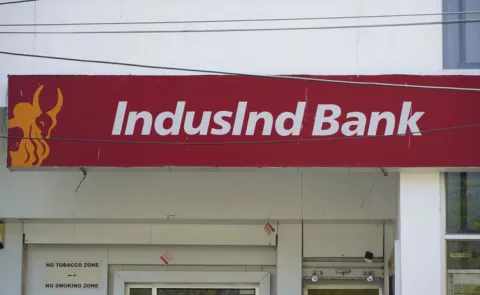 IndusInd Bank
NO TOBACCO ZONE
NO SMOKING ZONE